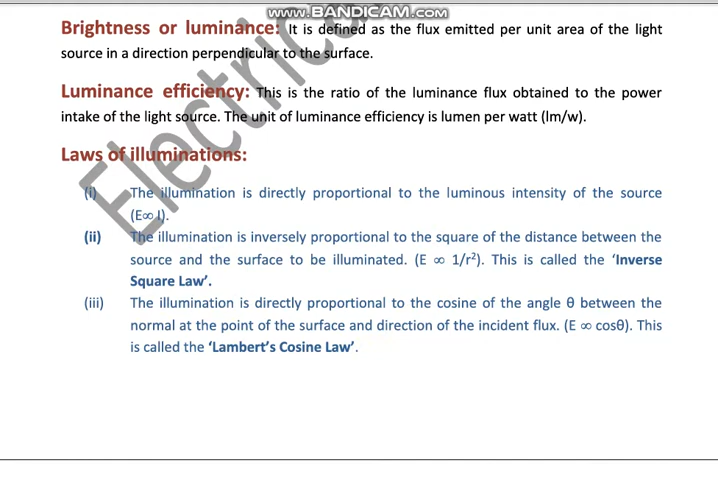 www.BANDICAM.com
Brightness or luminance: It is defined as the flux emitted per unit area of the light
source in a direction perpendicular to the surface.
Luminance efficiency: This is the ratio of the luminance flux obtained to the power
intake of the light source. The unit of luminance efficiency is lumen per watt (lm/w).
Laws of illuminations:
(i) The illumination is directly proportional to the luminous intensity of the source
(E∞ I).
(ii) The illumination is inversely proportional to the square of the distance between the
source and the surface to be illuminated. (E ∞ 1/r²). This is called the ‘Inverse
Square Law’.
(iii) The illumination is directly proportional to the cosine of the angle θ between the
normal at the point of the surface and direction of the incident flux. (E ∞ cosθ). This
is called the ‘Lambert’s Cosine Law’.
Electrica